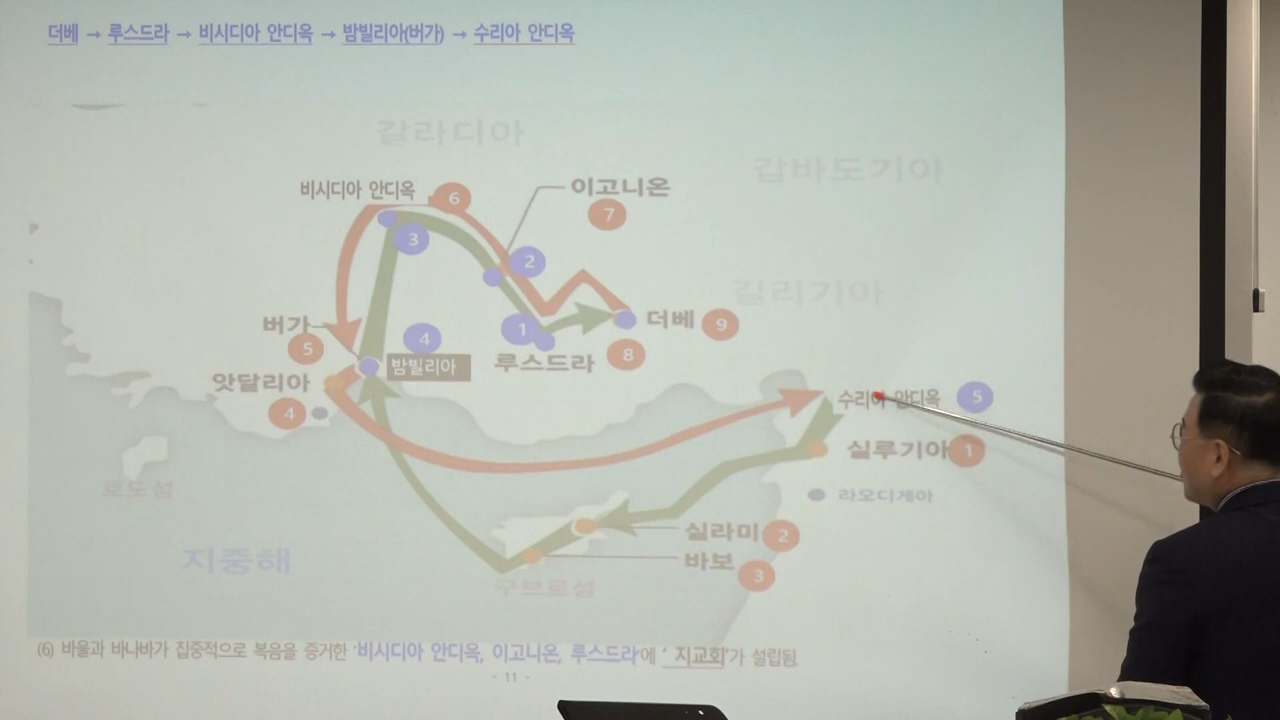 더베 → 루스드라 → 비시디아 안디옥 → 밤빌리아(버가) → 수리아 안디옥
갈라디아
갑바도기아
비시디아 안디옥 6
이고니온
7
3
2
길리기아
버가
5
4
1
더베 9
루스드라 8
밤빌리아
앗달리아
4
수리아 안디옥 5
실루기아 1
로도섬
라오디게아
지중해
실라미 2
바보 3
구브로섬
(6) 바울과 바나바가 집중적으로 복음을 증거한 '비시디아 안디옥, 이고니온, 루스드라'에 ' 지교회'가 설립됨
- 11 -